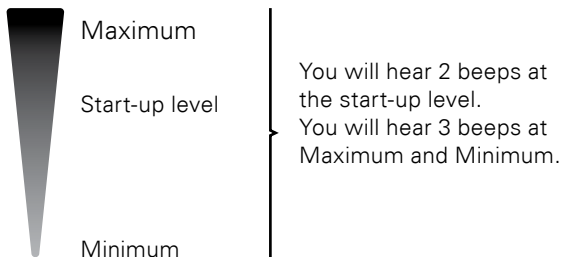 Maximum
Start-up level
Minimum
You will hear 2 beeps at
the start-up level.
You will hear 3 beeps at
Maximum and Minimum.